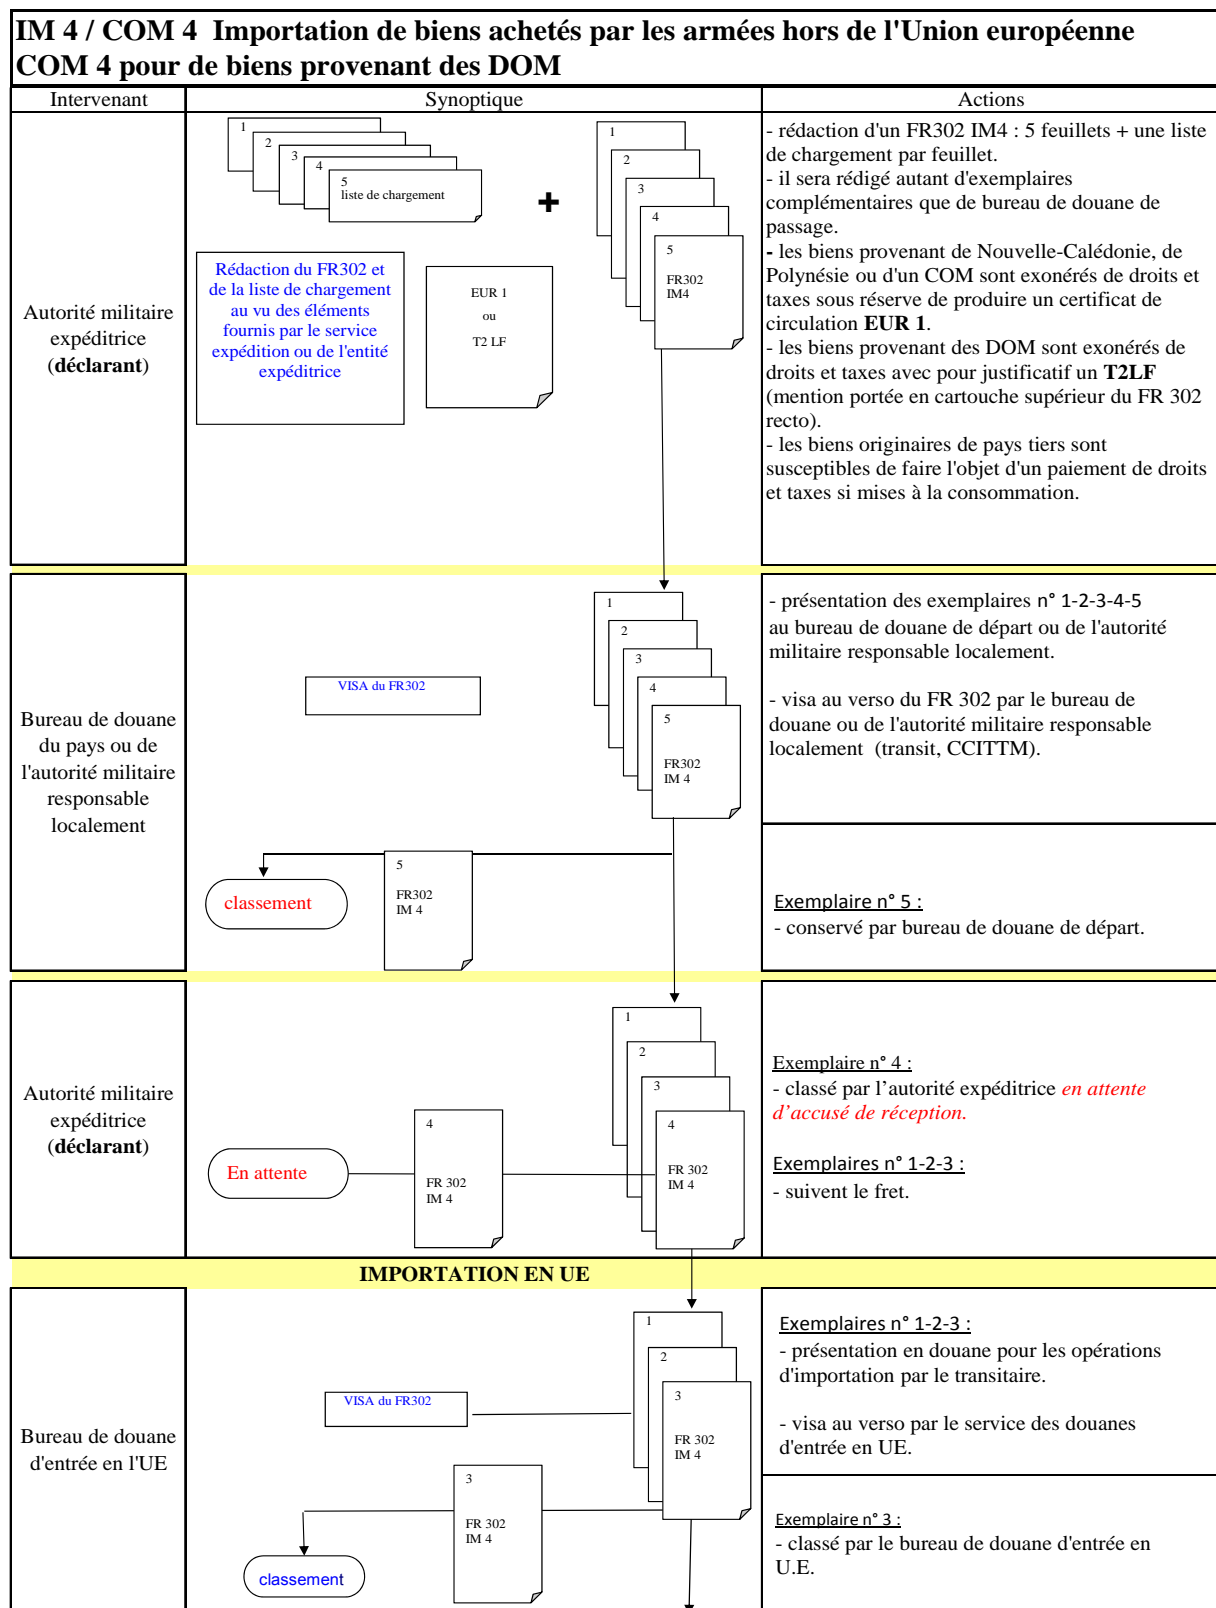 IM 4 / COM 4  Importation de biens achetés par les armées hors de l'Union européenne
COM 4 pour de biens provenant des DOM
Intervenant
Synoptique
Actions
Autorité militaire
expéditrice
(déclarant)
1
2
3
4
5
liste de chargement
+
1
2
3
4
5
FR302
IM4
Rédaction du FR302 et
de la liste de chargement
au vu des éléments
fournis par le service
expédition ou de l'entité
expéditrice
EUR 1
ou
T2 LF
- rédaction d'un FR302 IM4 : 5 feuillets + une liste
de chargement par feuillet.
- il sera rédigé autant d'exemplaires
complémentaires que de bureau de douane de
passage.
- les biens provenant de Nouvelle-Calédonie, de
Polynésie ou d'un COM sont exonérés de droits et
taxes sous réserve de produire un certificat de
circulation EUR 1.
- les biens provenant des DOM sont exonérés de
droits et taxes avec pour justificatif un T2LF
(mention portée en cartouche supérieur du FR 302
recto).
- les biens originaires de pays tiers sont
susceptibles de faire l'objet d'un paiement de droits
et taxes si mises à la consommation.
Bureau de douane
du pays ou de
l'autorité militaire
responsable
localement
VISA du FR302
1
2
3
4
5
FR302
IM 4
- présentation des exemplaires n° 1-2-3-4-5
au bureau de douane de départ ou de l'autorité
militaire responsable localement.
- visa au verso du FR 302 par le bureau de
douane ou de l'autorité militaire responsable
localement  (transit, CCITTM).
classement
5
FR302
IM 4
Exemplaire n° 5 :
- conservé par bureau de douane de départ.
Autorité militaire
expéditrice
(déclarant)
En attente
4
FR 302
IM 4
1
2
3
4
FR 302
IM 4
Exemplaire n° 4 :
- classé par l'autorité expéditrice en attente
d'accusé de réception.
Exemplaires n° 1-2-3 :
- suivent le fret.
IMPORTATION EN UE
Bureau de douane
d'entrée en l'UE
VISA du FR302
1
2
3
FR 302
IM 4
Exemplaires n° 1-2-3 :
- présentation en douane pour les opérations
d'importation par le transitaire.
- visa au verso par le service des douanes
d'entrée en UE.
3
FR 302
IM 4
classement
Exemplaire n° 3 :
- classé par le bureau de douane d'entrée en
U.E.